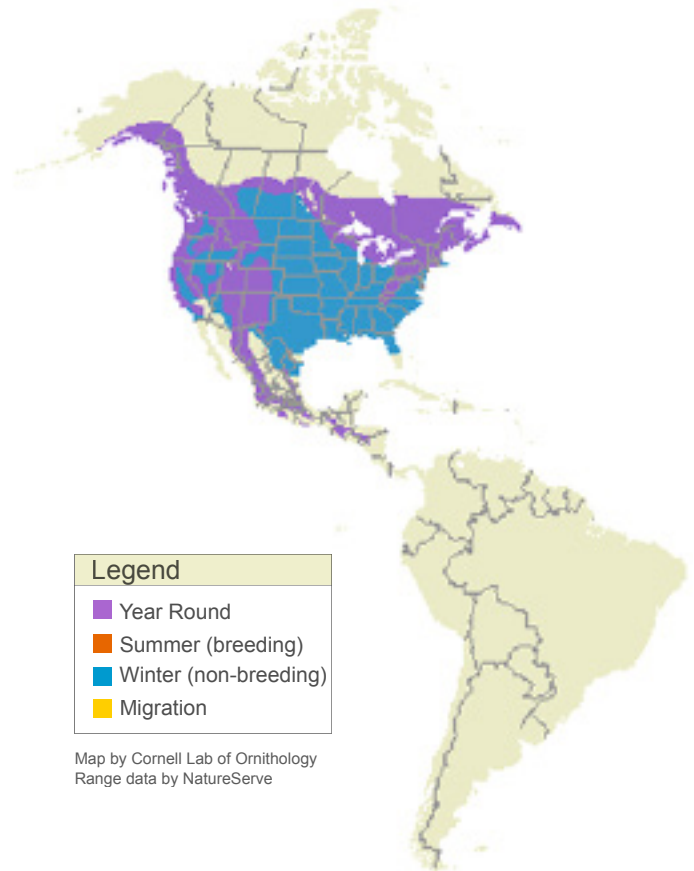 Legend
Year Round
Summer (breeding)
Winter (non-breeding)
Migration
Map by Cornell Lab of Ornithology
Range data by NatureServe